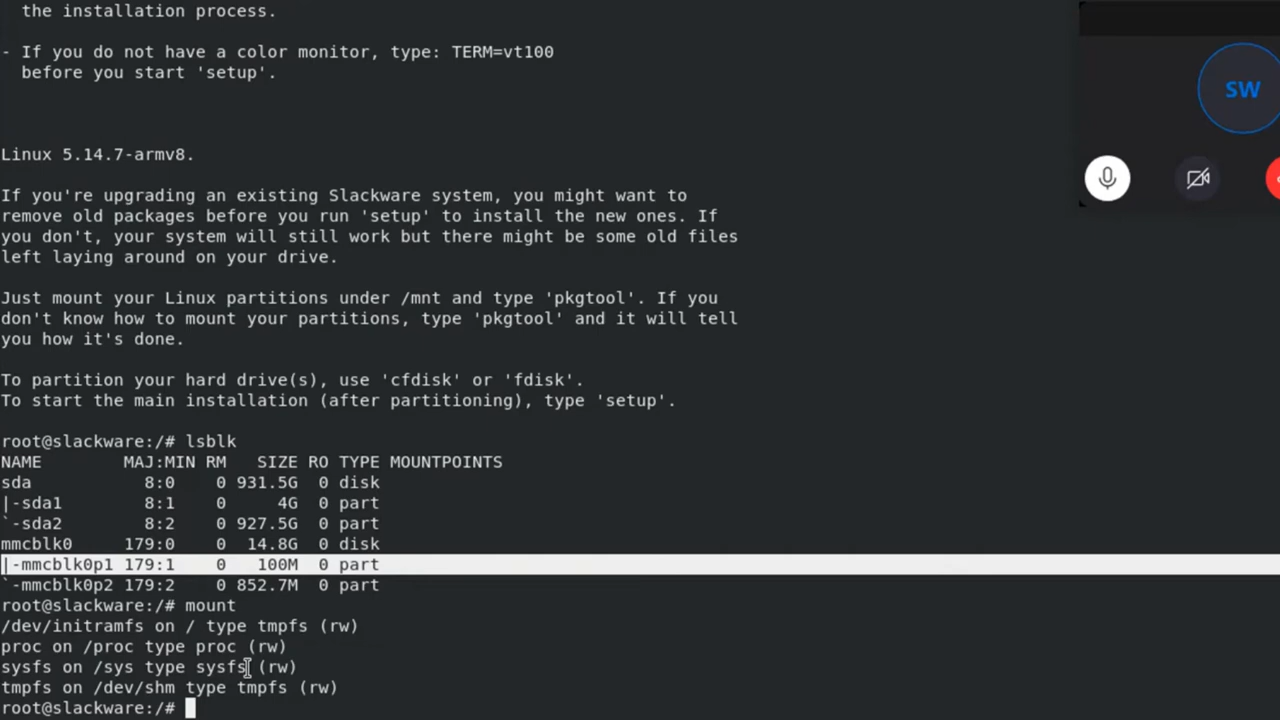 the installation process.
- If you do not have a color monitor, type: TERM=vt100
before you start 'setup'.
Linux 5.14.7-armv8.
If you're upgrading an existing Slackware system, you might want to
remove old packages before you run 'setup' to install the new ones. If
you don't, your system will still work but there might be some old files
left laying around on your drive.
Just mount your Linux partitions under /mnt and type 'pkgtool'. If you
don't know how to mount your partitions, type 'pkgtool' and it will tell
you how it's done.
To partition your hard drive(s), use 'cfdisk' or 'fdisk'.
To start the main installation (after partitioning), type 'setup'.
root@slackware:/# lsblk
NAME        MAJ:MIN RM   SIZE RO TYPE MOUNTPOINTS
sda           8:0    0 931.5G  0 disk
|-sda1        8:1    0     4G  0 part
`-sda2        8:2    0 927.5G  0 part
mmcblk0     179:0    0  14.8G  0 disk
|-mmcblk0p1 179:1    0   100M  0 part
`-mmcblk0p2 179:2    0 852.7M  0 part
root@slackware:/# mount
/dev/initramfs on / type tmpfs (rw)
proc on /proc type proc (rw)
sysfs on /sys type sysfs (rw)
tmpfs on /dev/shm type tmpfs (rw)
root@slackware:/#
SW